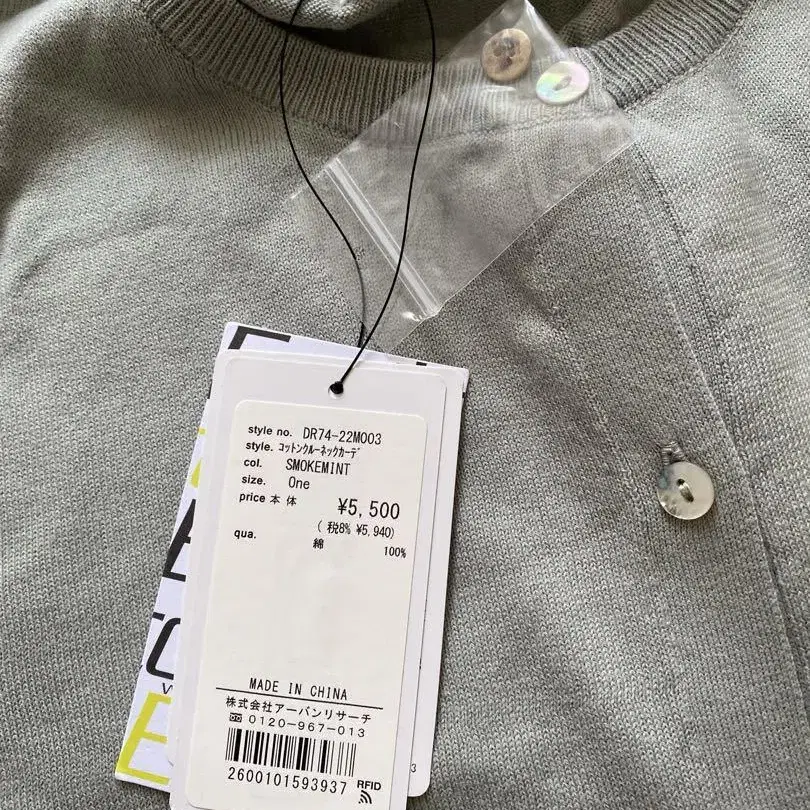 style no. DR74-22M003
style. コットンクルーネックカーデ
col. SMOKEMINT
size. One
price 本体 ¥5,500
(税8% ¥5,940)
qua. 綿 100%
MADE IN CHINA
株式会社アーバンリサーチ
0120-967-013
2600101593937
RFID
3
E